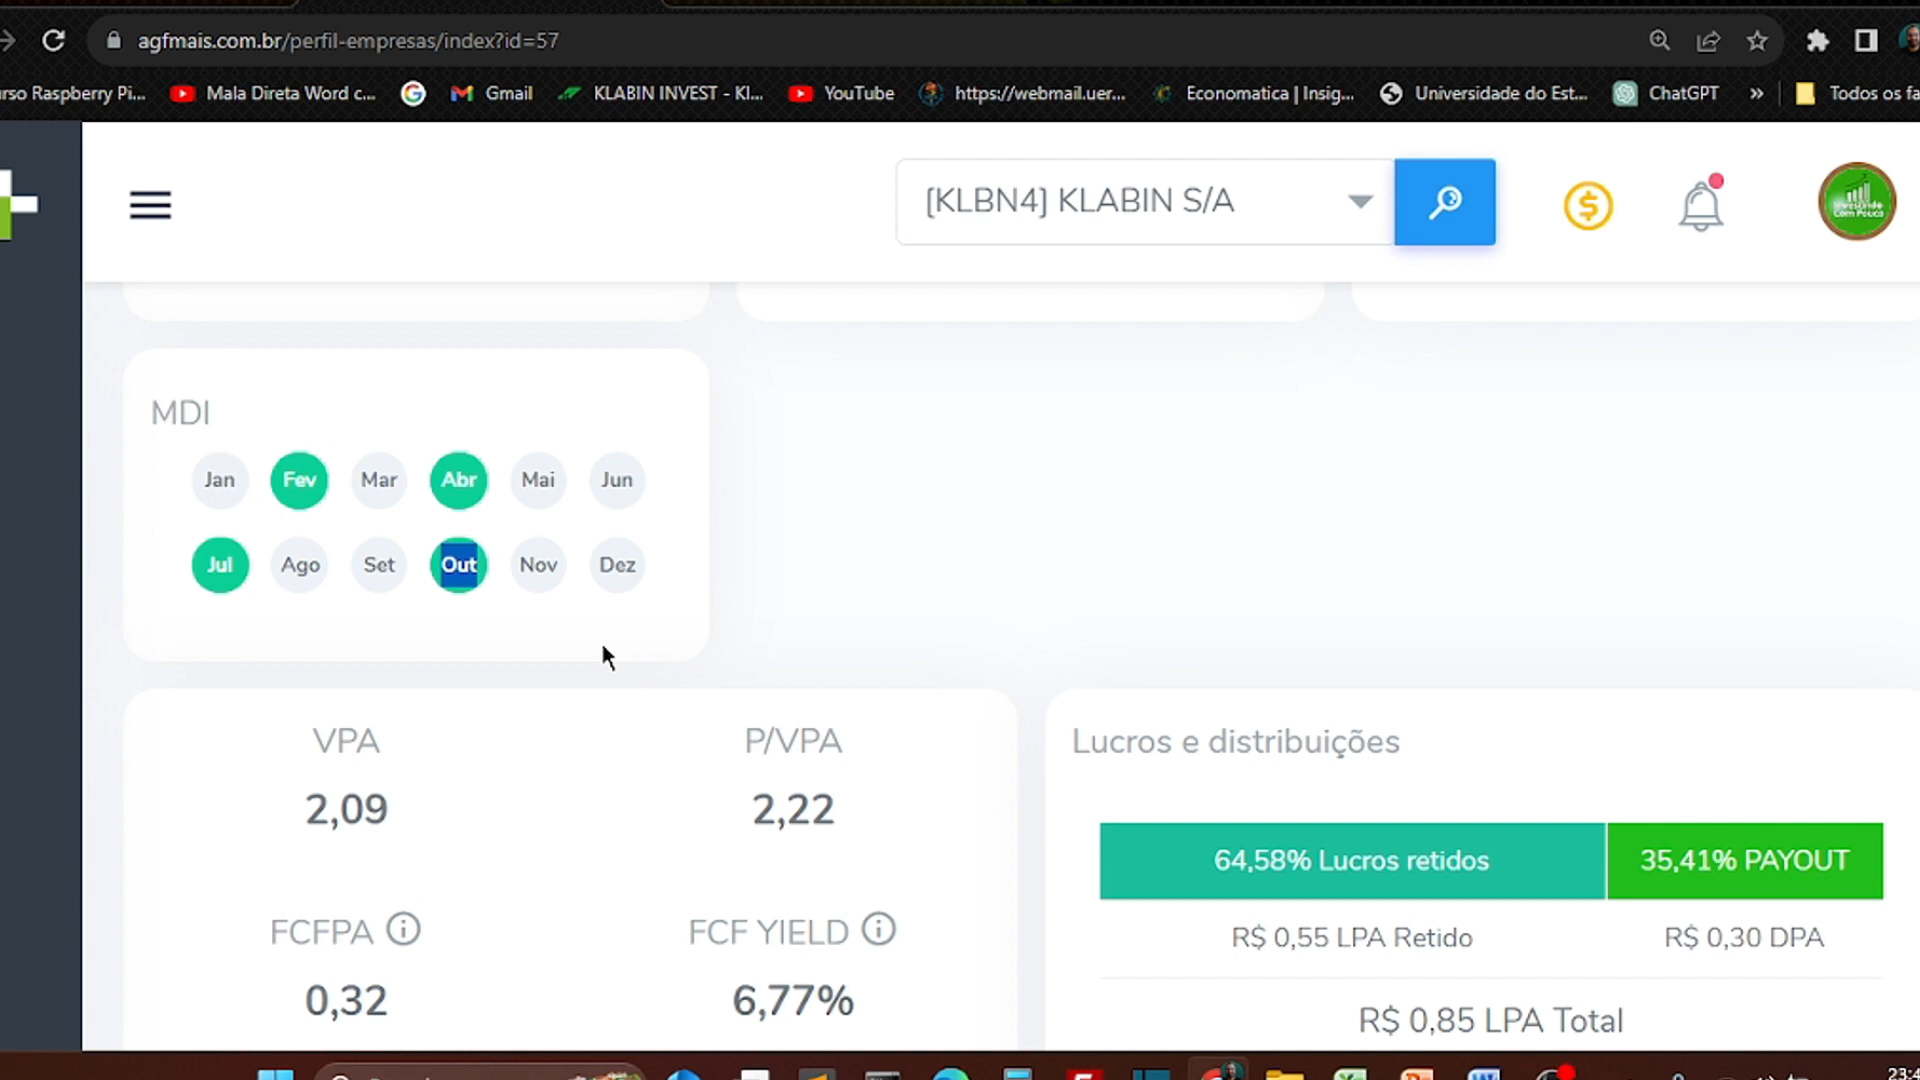 agfmais.com.br/perfil-empresas/index?id=57
rso Raspberry Pi... Mala Direta Word c... Gmail KLABIN INVEST - Kl... YouTube https://webmail.uer... Economatica | Insig... Universidade do Est... ChatGPT » Todos os fa
[KLBN4] KLABIN S/A
MDI
Jan Fev Mar Abr Mai Jun
Jul Ago Set Out Nov Dez
VPA P/VPA
2,09 2,22
FCFPA FCF YIELD
0,32 6,77%
Lucros e distribuições
64,58% Lucros retidos 35,41% PAYOUT
R$ 0,55 LPA Retido R$ 0,30 DPA
R$ 0,85 LPA Total